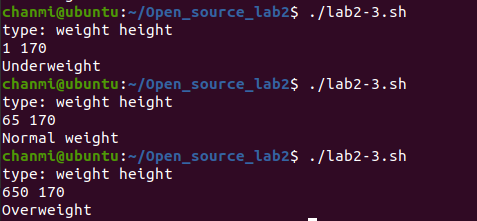 chanmi@ubuntu:~/Open_source_lab2$ ./lab2-3.sh
type: weight height
1 170
Underweight
chanmi@ubuntu:~/Open_source_lab2$ ./lab2-3.sh
type: weight height
65 170
Normal weight
chanmi@ubuntu:~/Open_source_lab2$ ./lab2-3.sh
type: weight height
650 170
Overweight